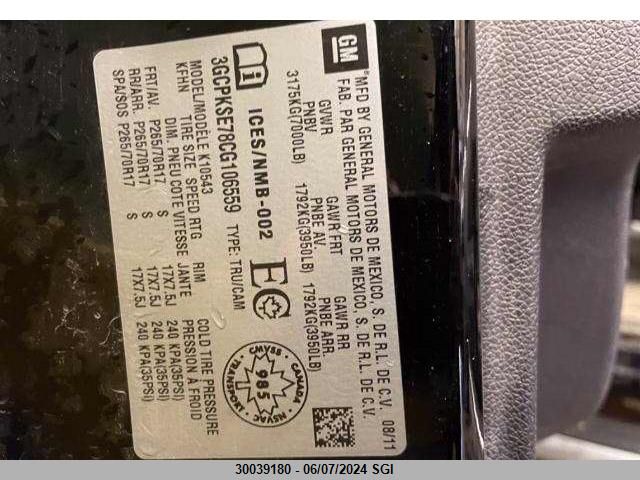 GM
MFD BY GENERAL MOTORS DE MEXICO, S. DE R.L. DE C.V. 08/11
FAB. PAR GENERAL MOTORS DE MEXICO, S. DE R.L. DE C.V.
GVWR GAWR FRT GAWR RR
PNBV PNBE AV. PNBE ARR.
3175KG(7000LB) 1792KG(3950LB) 1792KG(3950LB)
i ICES/NMB-002 EC
CMVSS CANADA NSVAC TRANSPORT
985
3GCPKSE78CG106559 TYPE: TRU/CAM
MODEL/MODELE K10543
KFHN TIRE SIZE SPEED RTG RIM COLD TIRE PRESSURE
DIM. PNEU COTE VITESSE JANTE PRESSION A FROID
FRT/AV. P265/70R17 S 17X7.5J 240 KPA(35PSI)
RR/ARR. P265/70R17 S 17X7.5J 240 KPA(35PSI)
SPA/SOS P265/70R17 S 17X7.5J 240 KPA(35PSI)
30039180 - 06/07/2024 SGI